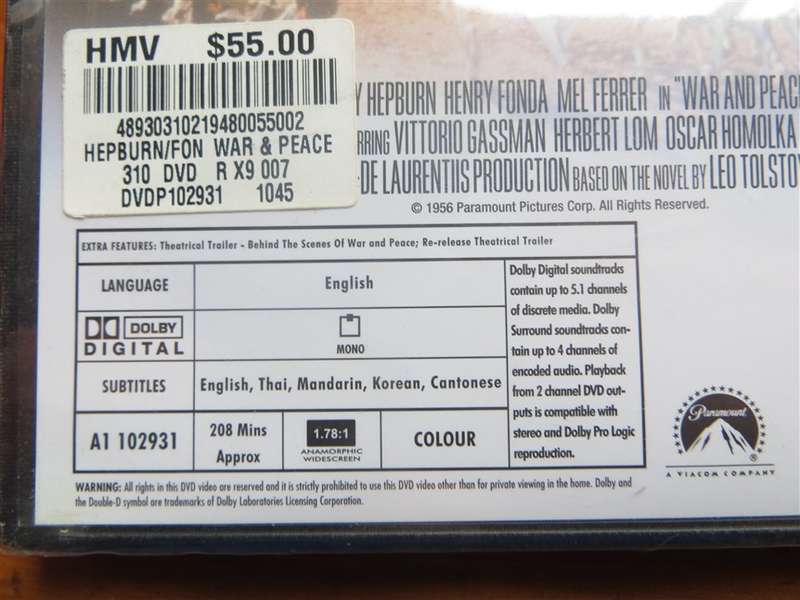 HMV $55.00
48930310219480055002
HEPBURN/FON WAR & PEACE
310 DVD R X9 007
DVDP102931 1045
HEPBURN HENRY FONDA MEL FERRER IN "WAR AND PEAC
VITTORIO GASSMAN HERBERT LOM OSCAR HOMOLKA
DE LAURENTIIS PRODUCTION BASED ON THE NOVEL BY LEO TOLSTOY
© 1956 Paramount Pictures Corp. All Rights Reserved.
EXTRA FEATURES: Theatrical Trailer - Behind The Scenes Of War and Peace; Re-release Theatrical Trailer
LANGUAGE
English
DOLBY
DIGITAL
MONO
SUBTITLES
English, Thai, Mandarin, Korean, Cantonese
A1 102931
208 Mins
Approx
1.78:1
ANAMORPHIC
WIDESCREEN
COLOUR
Dolby Digital soundtracks
contain up to 5.1 channels
of discrete media. Dolby
Surround soundtracks con-
tain up to 4 channels of
encoded audio. Playback
from 2 channel DVD out-
puts is compatible with
stereo and Dolby Pro Logic
reproduction.
Paramount
A VIACOM COMPANY
WARNING: All rights in this DVD video are reserved and it is strictly prohibited to use this DVD video other than for private viewing in the home. Dolby and
the Double-D symbol are trademarks of Dolby Laboratories Licensing Corporation.